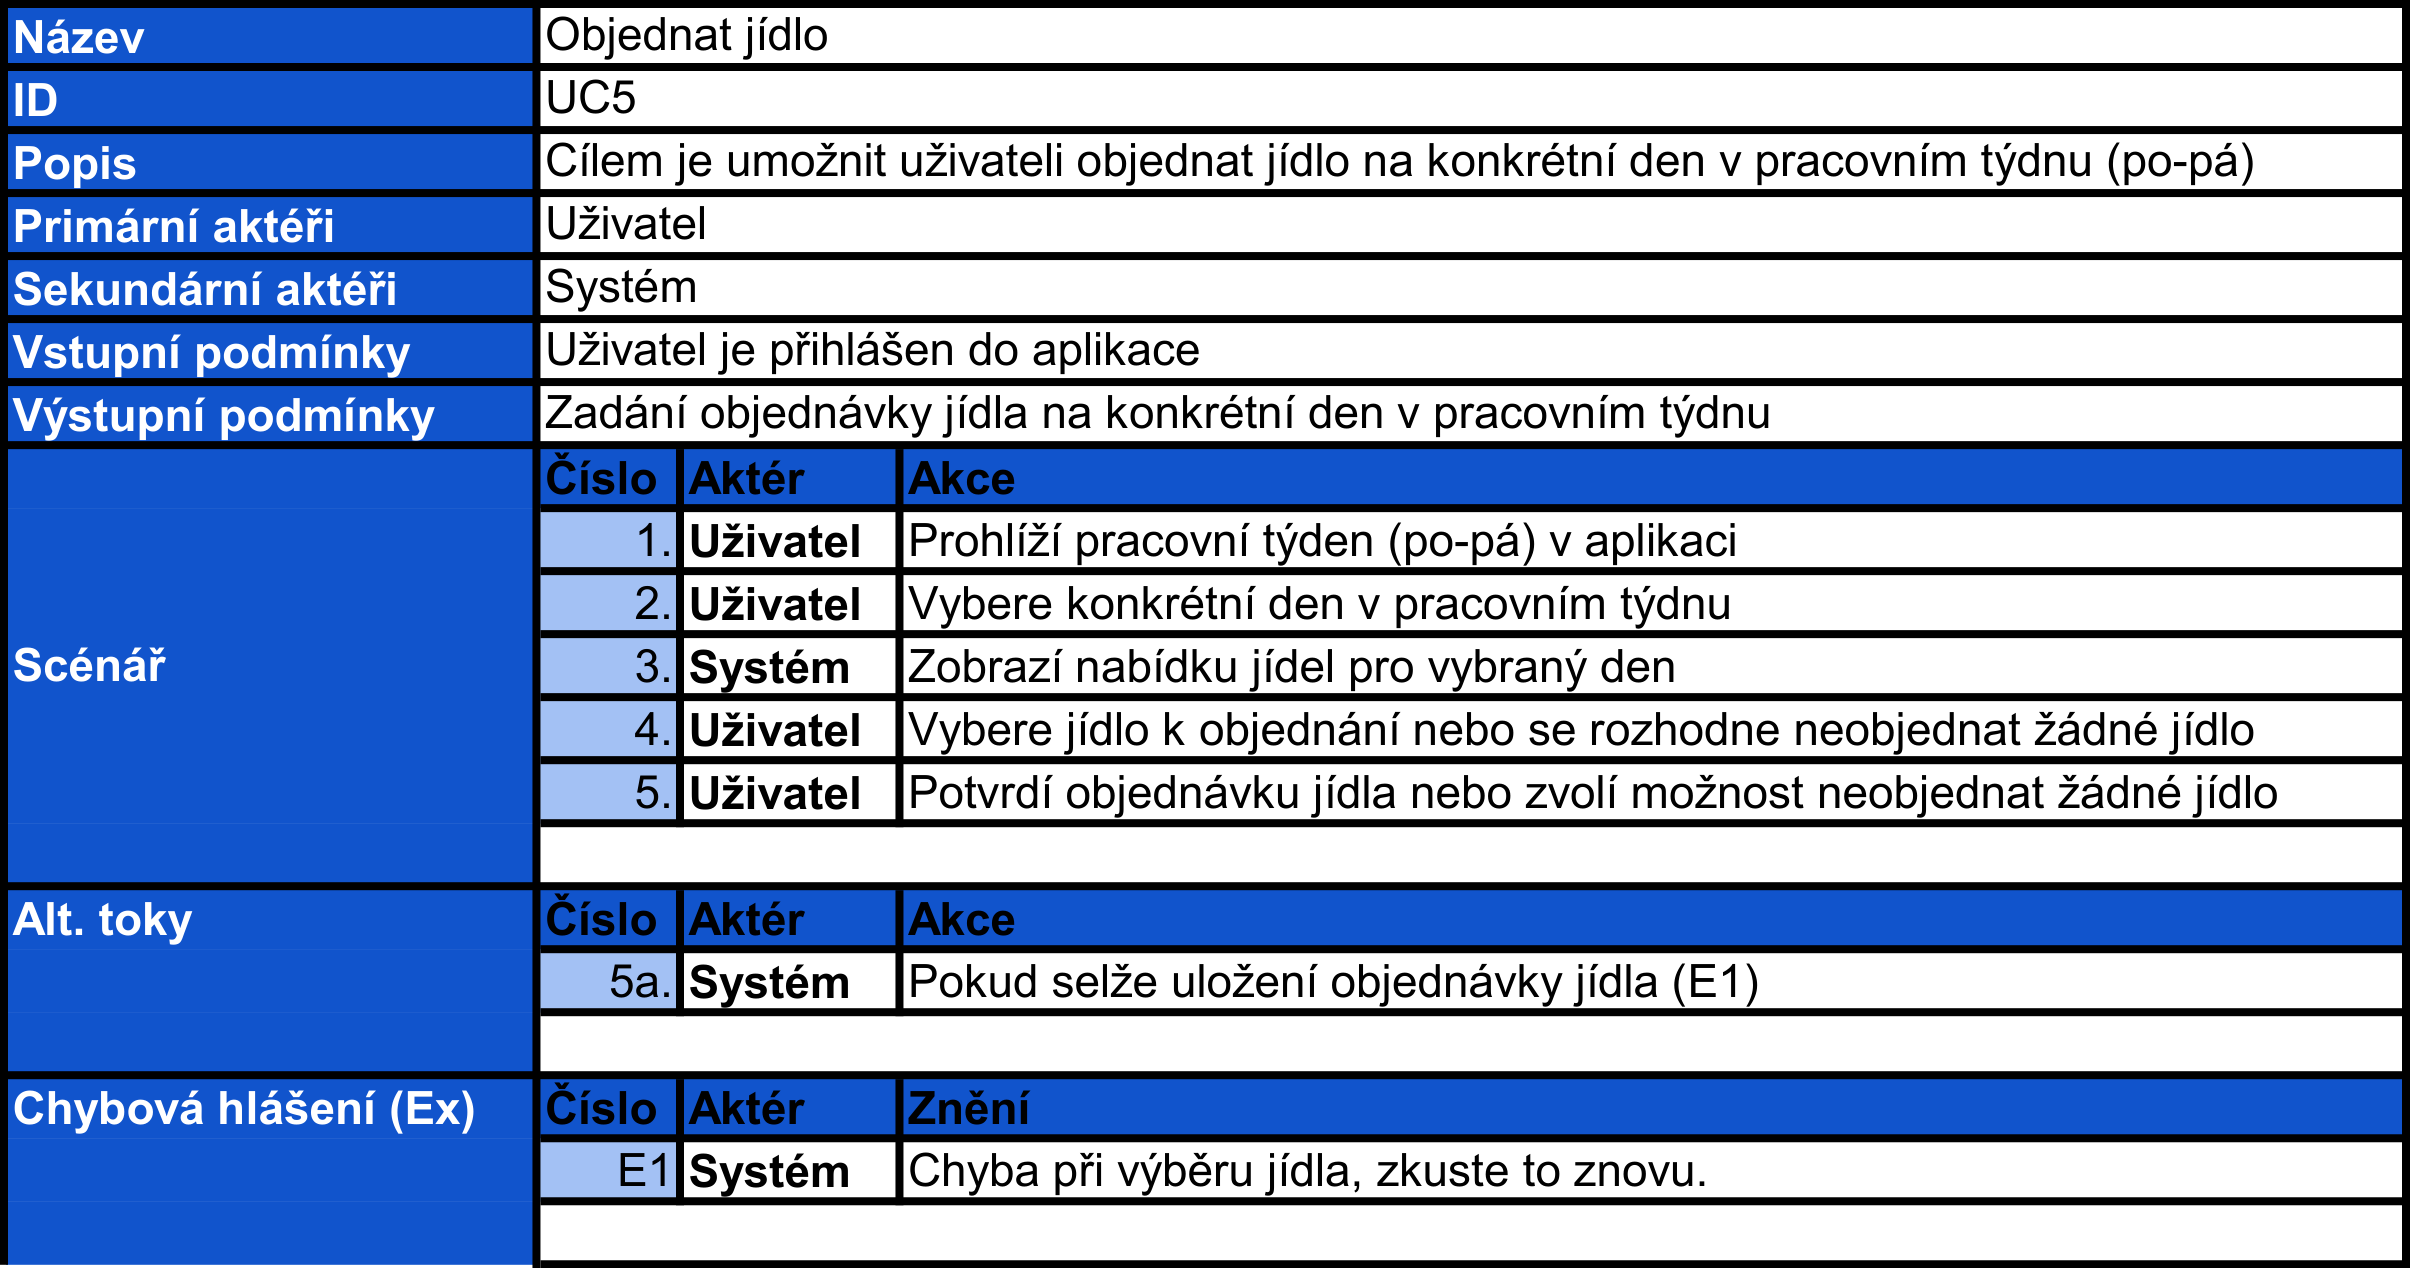 Název Objednat jídlo
ID UC5
Popis Cílem je umožnit uživateli objednat jídlo na konkrétní den v pracovním týdnu (po-pá)
Primární aktéři Uživatel
Sekundární aktéři Systém
Vstupní podmínky Uživatel je přihlášen do aplikace
Výstupní podmínky Zadání objednávky jídla na konkrétní den v pracovním týdnu
Číslo Aktér Akce
1. Uživatel Prohlíží pracovní týden (po-pá) v aplikaci
2. Uživatel Vybere konkrétní den v pracovním týdnu
Scénář 3. Systém Zobrazí nabídku jídel pro vybraný den
4. Uživatel Vybere jídlo k objednání nebo se rozhodne neobjednat žádné jídlo
5. Uživatel Potvrdí objednávku jídla nebo zvolí možnost neobjednat žádné jídlo
Alt. toky Číslo Aktér Akce
5a. Systém Pokud selže uložení objednávky jídla (E1)
Chybová hlášení (Ex) Číslo Aktér Znění
E1 Systém Chyba při výběru jídla, zkuste to znovu.